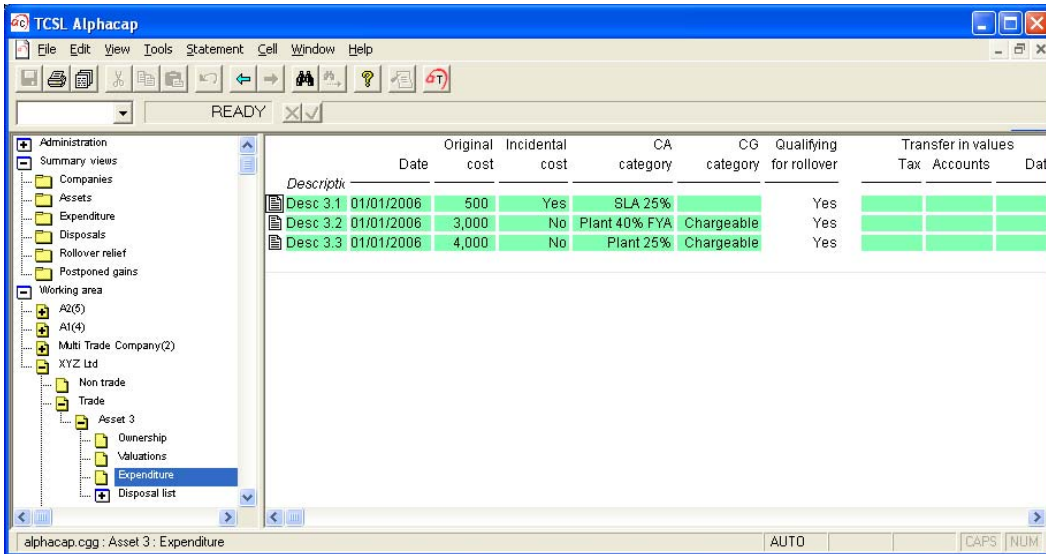 TCSL Alphacap
File Edit View Tools Statement Cell Window Help
READY
Administration
Summary views
Companies
Assets
Expenditure
Disposals
Rollover relief
Postponed gains
Working area
A2(5)
A1(4)
Multi Trade Company(2)
XYZ Ltd
Non trade
Trade
Asset 3
Ownership
Valuations
Expenditure
Disposal list
Original Incidental CA CG Qualifying Transfer in values
Date cost cost category category for rollover Tax Accounts Dat
Descriptic
Desc 3.1 01/01/2006 500 Yes SLA 25% Yes
Desc 3.2 01/01/2006 3,000 No Plant 40% FYA Chargeable Yes
Desc 3.3 01/01/2006 4,000 No Plant 25% Chargeable Yes
alphacap.cgg : Asset 3 : Expenditure AUTO CAPS NUM